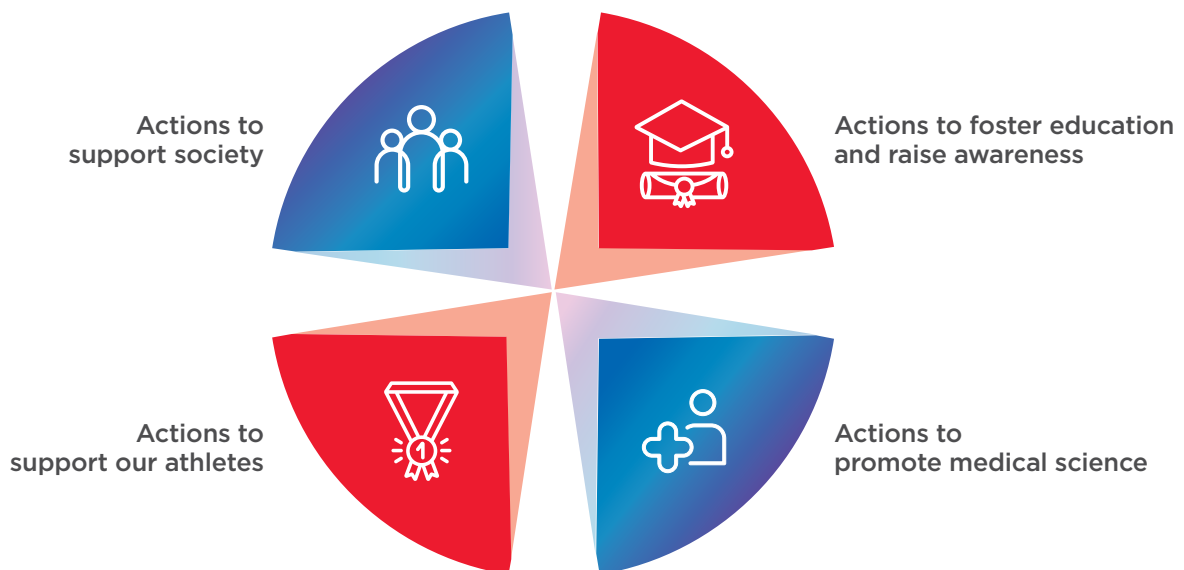 Actions to
support society
Actions to foster education
and raise awareness
Actions to
support our athletes
1
Actions to
promote medical science